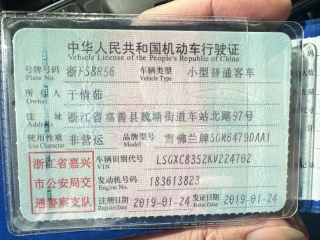 中华人民共和国机动车行驶证
Vehicle License of the People's Republic of China
号牌号码 浙FS8R56 车辆类型 小型普通客车
Plate No. Vehicle Type
所有人 于倩茹
Owner
住址 浙江省嘉善县魏塘街道车站北路97号
Address
使用性质 非营运 品牌型号 雪佛兰牌SGM6479DAA1
Use Character Model
浙江省嘉兴 车辆识别代号 LSGXC8352KV224702
VIN
市公安局交 发动机号码 183613823
Engine No.
通警察支队 注册日期 2019-01-24 发证日期 2019-01-24
Register Date Issue Date